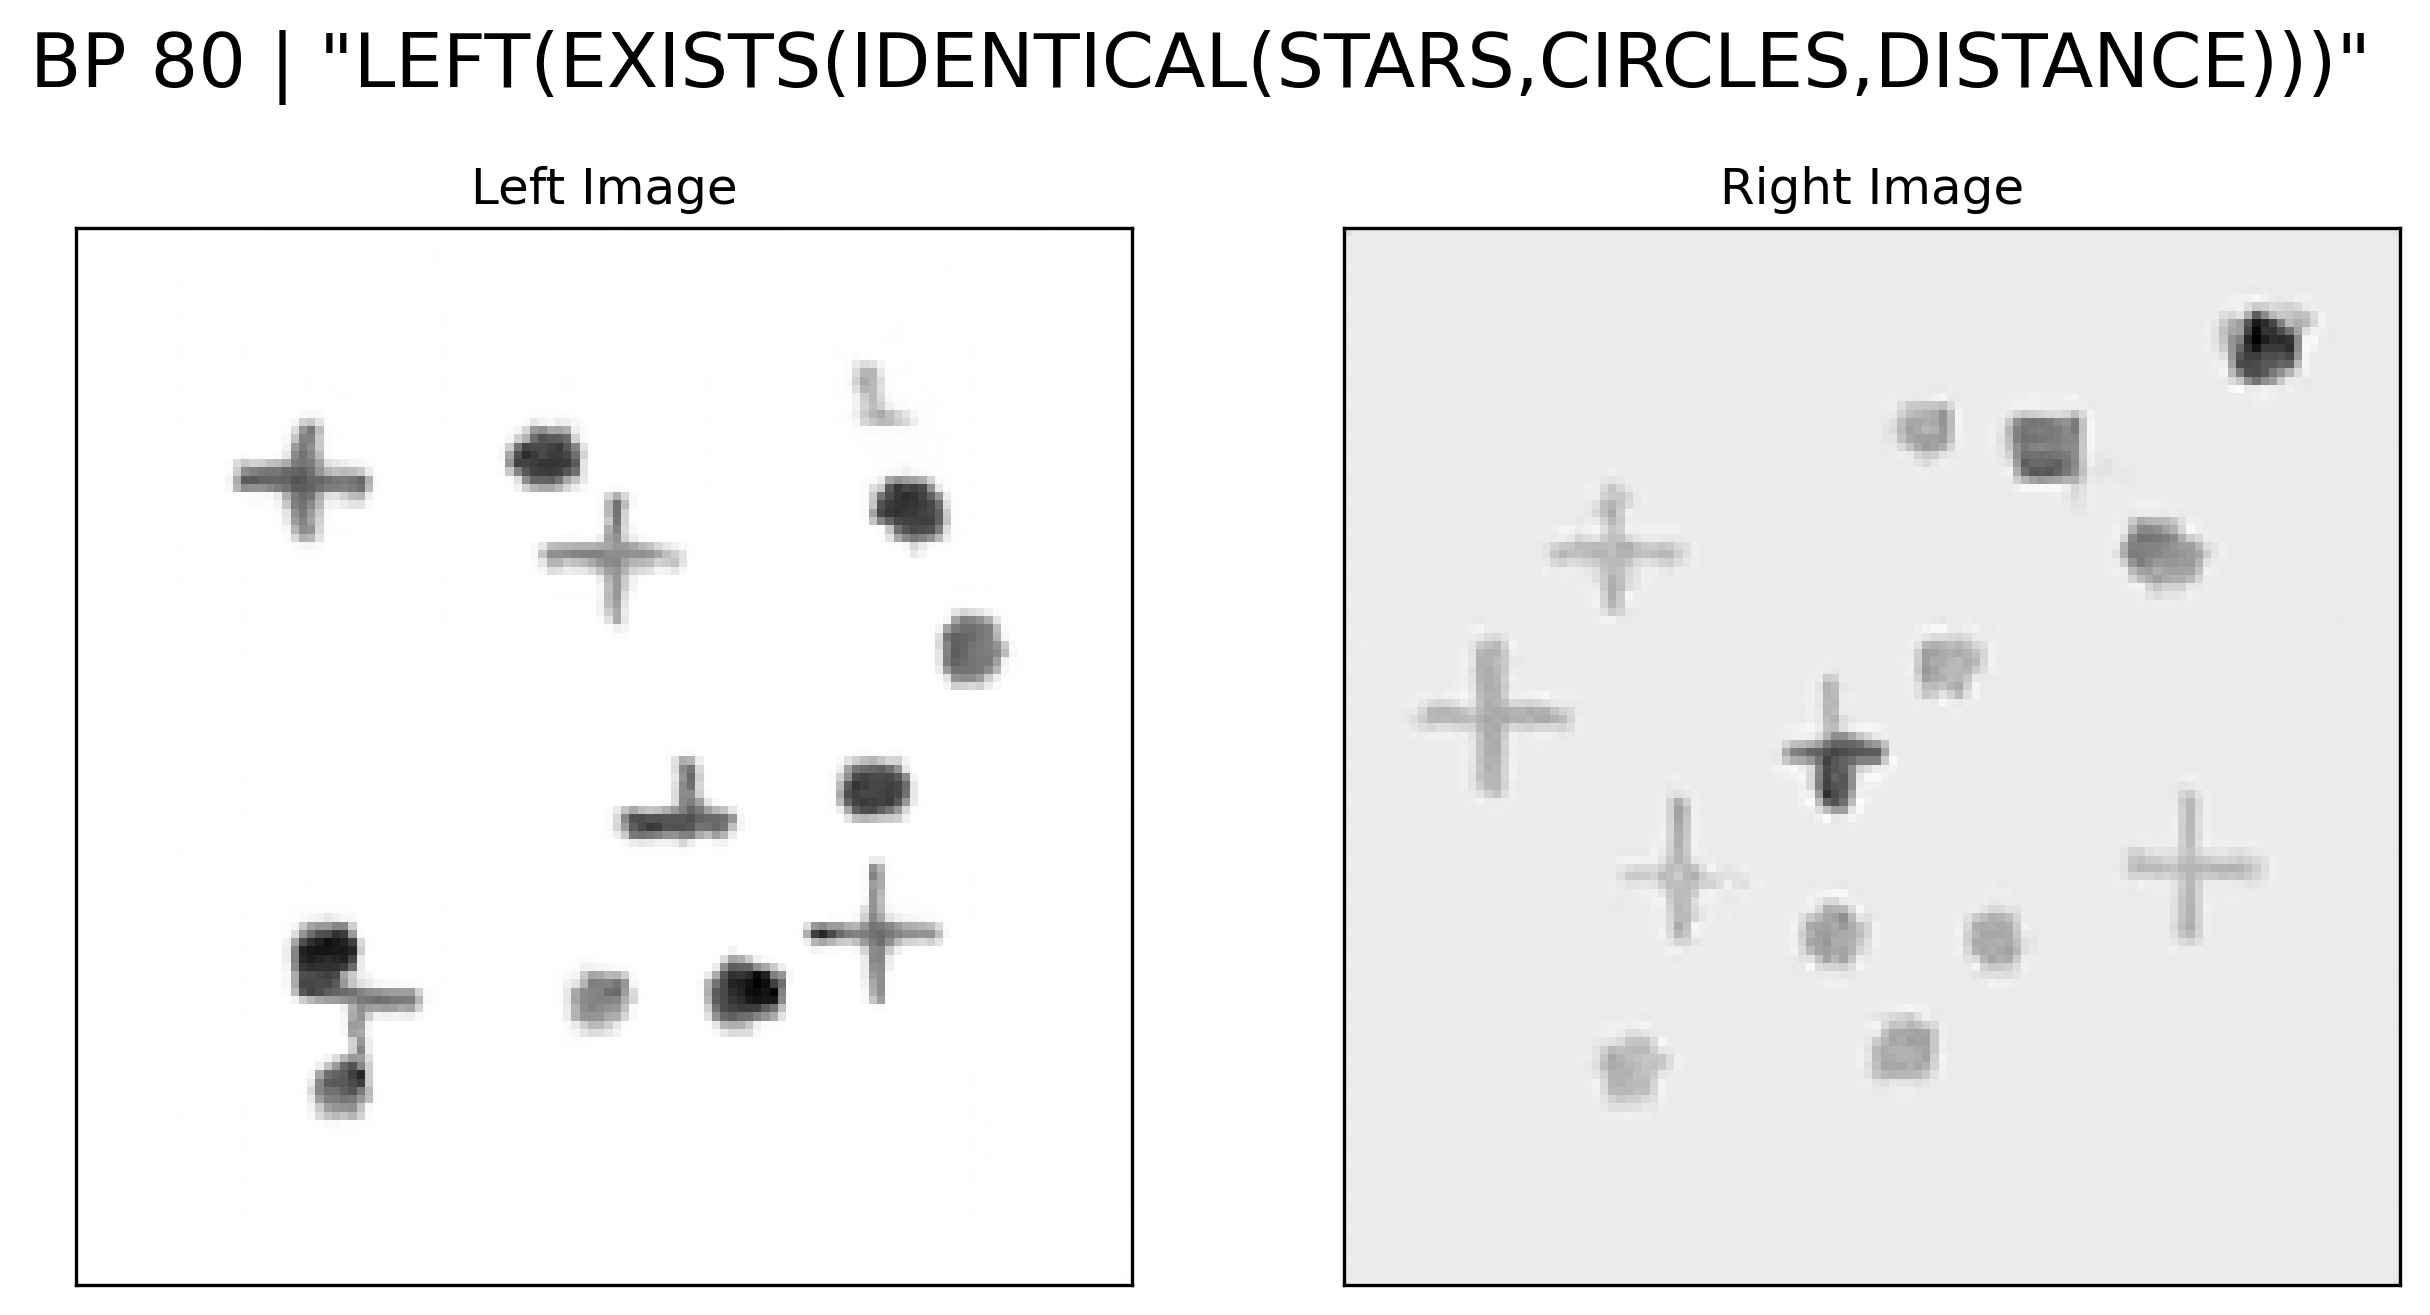 BP 80 | "LEFT(EXISTS(IDENTICAL(STARS,CIRCLES,DISTANCE)))"
Left Image
Right Image